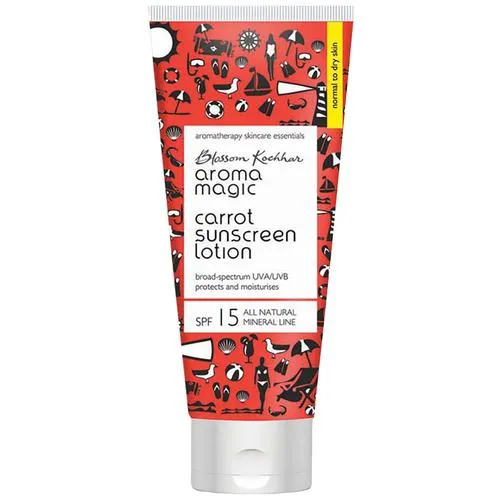 normal to dry skin
aromatherapy skincare essentials
Blossom Kochhar
aroma
magic
carrot
sunscreen
lotion
broad-spectrum UVA/UVB
protects and moisturises
SPF 15 ALL NATURAL
MINERAL LINE